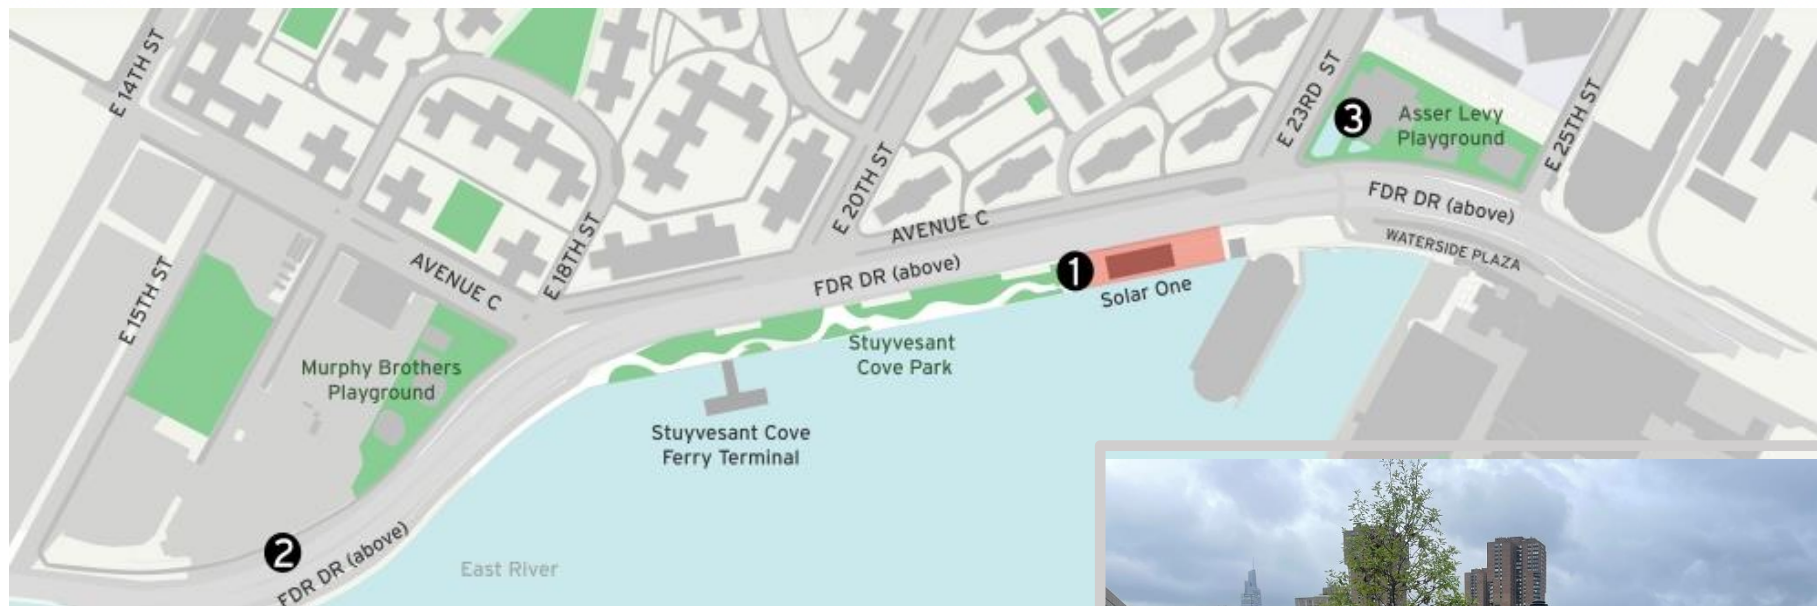 E 14TH ST
E 15TH ST
AVENUE C
E 18TH ST
E 20TH ST
AVENUE C
E 23RD ST
3
Asser Levy
Playground
E 25TH ST
FDR DR (above)
WATERSIDE PLAZA
FDR DR (above)
1
Solar One
Murphy Brothers
Playground
Stuyvesant
Cove Park
Stuyvesant Cove
Ferry Terminal
2
FDR DR (above)
East River